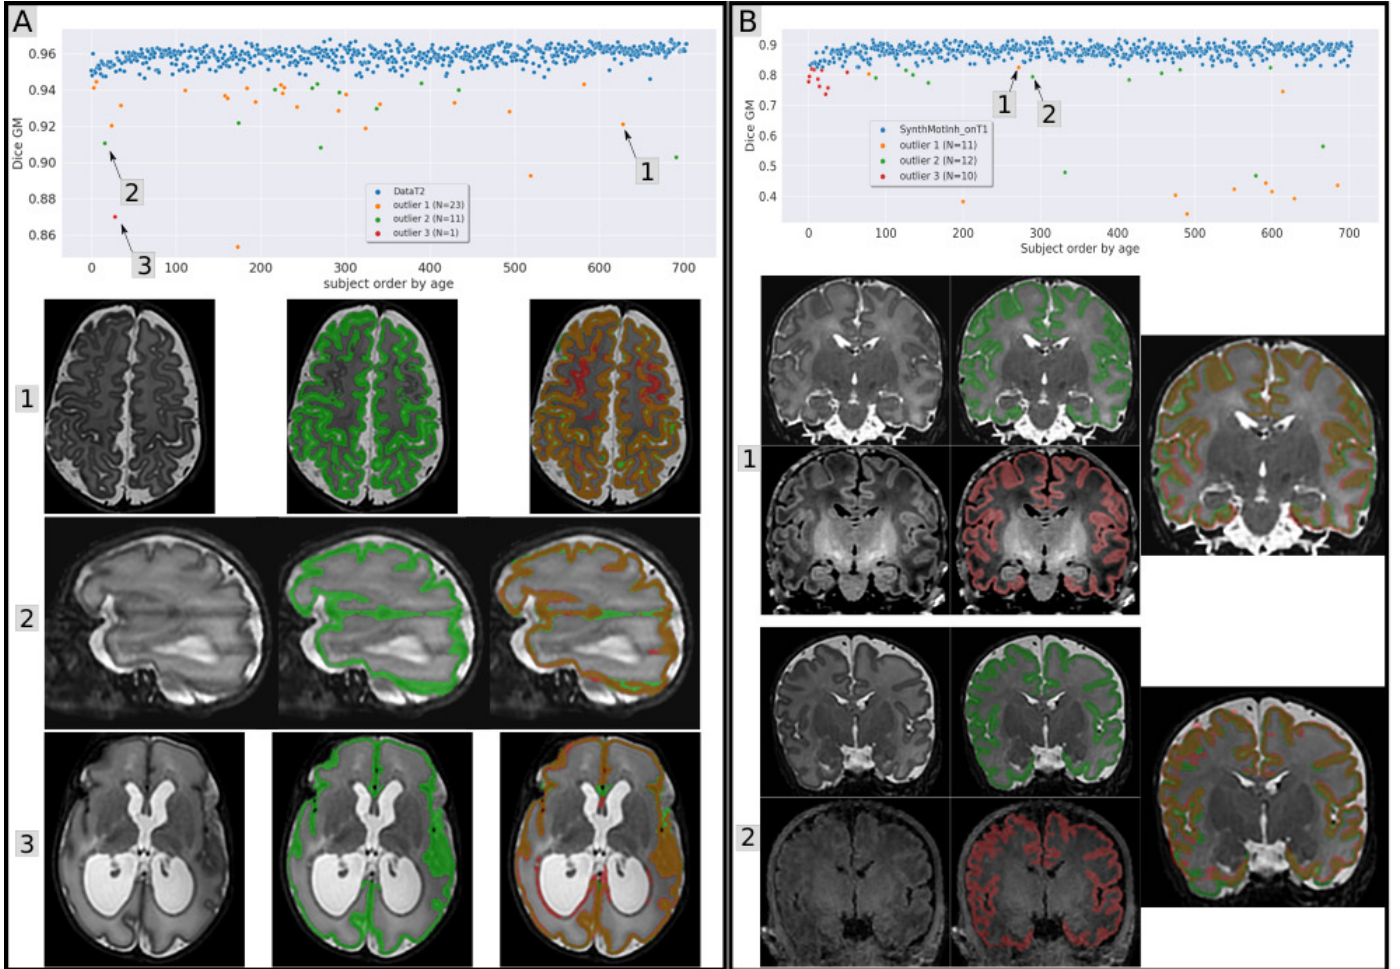 A
Dice GM
0.96
0.94
0.92
0.90
0.88
0.86
1
2
3
DataT2
outlier 1 (N=23)
outlier 2 (N=11)
outlier 3 (N=1)
0 100 200 300 400 500 600 700
subject order by age
1
2
3
B
Dice GM
0.9
0.8
0.7
0.6
0.5
0.4
1
2
SynthMotInh_onT1
outlier 1 (N=11)
outlier 2 (N=12)
outlier 3 (N=10)
0 100 200 300 400 500 600 700
Subject order by age
1
2